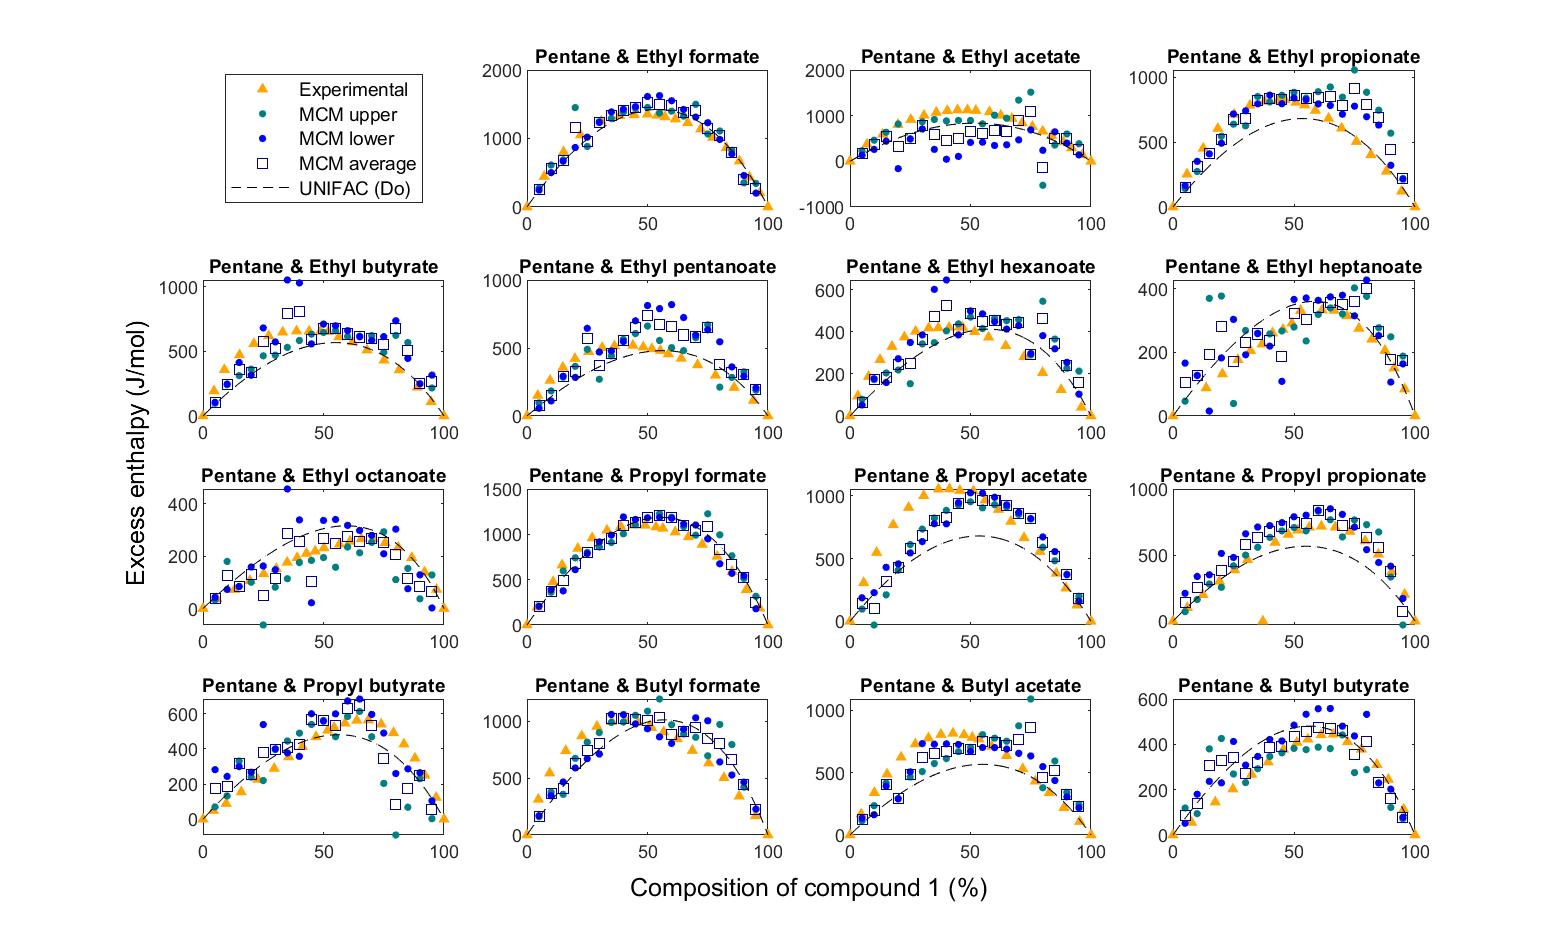 Pentane & Ethyl formate
Pentane & Ethyl acetate
Pentane & Ethyl propionate
Experimental
MCM upper
MCM lower
MCM average
UNIFAC (Do)
2000
1000
0
0 50 100
2000
1000
0
-1000
0 50 100
1000
500
0
0 50 100
Pentane & Ethyl butyrate
Pentane & Ethyl pentanoate
Pentane & Ethyl hexanoate
Pentane & Ethyl heptanoate
1000
500
0
0 50 100
1000
500
0
0 50 100
600
400
200
0
0 50 100
400
200
0
0 50 100
Excess enthalpy (J/mol)
Pentane & Ethyl octanoate
Pentane & Propyl formate
Pentane & Propyl acetate
Pentane & Propyl propionate
400
200
0
0 50 100
1500
1000
500
0
0 50 100
1000
500
0
0 50 100
1000
500
0
0 50 100
Pentane & Propyl butyrate
Pentane & Butyl formate
Pentane & Butyl acetate
Pentane & Butyl butyrate
600
400
200
0
0 50 100
1000
500
0
0 50 100
1000
500
0
0 50 100
600
400
200
0
0 50 100
Composition of compound 1 (%)